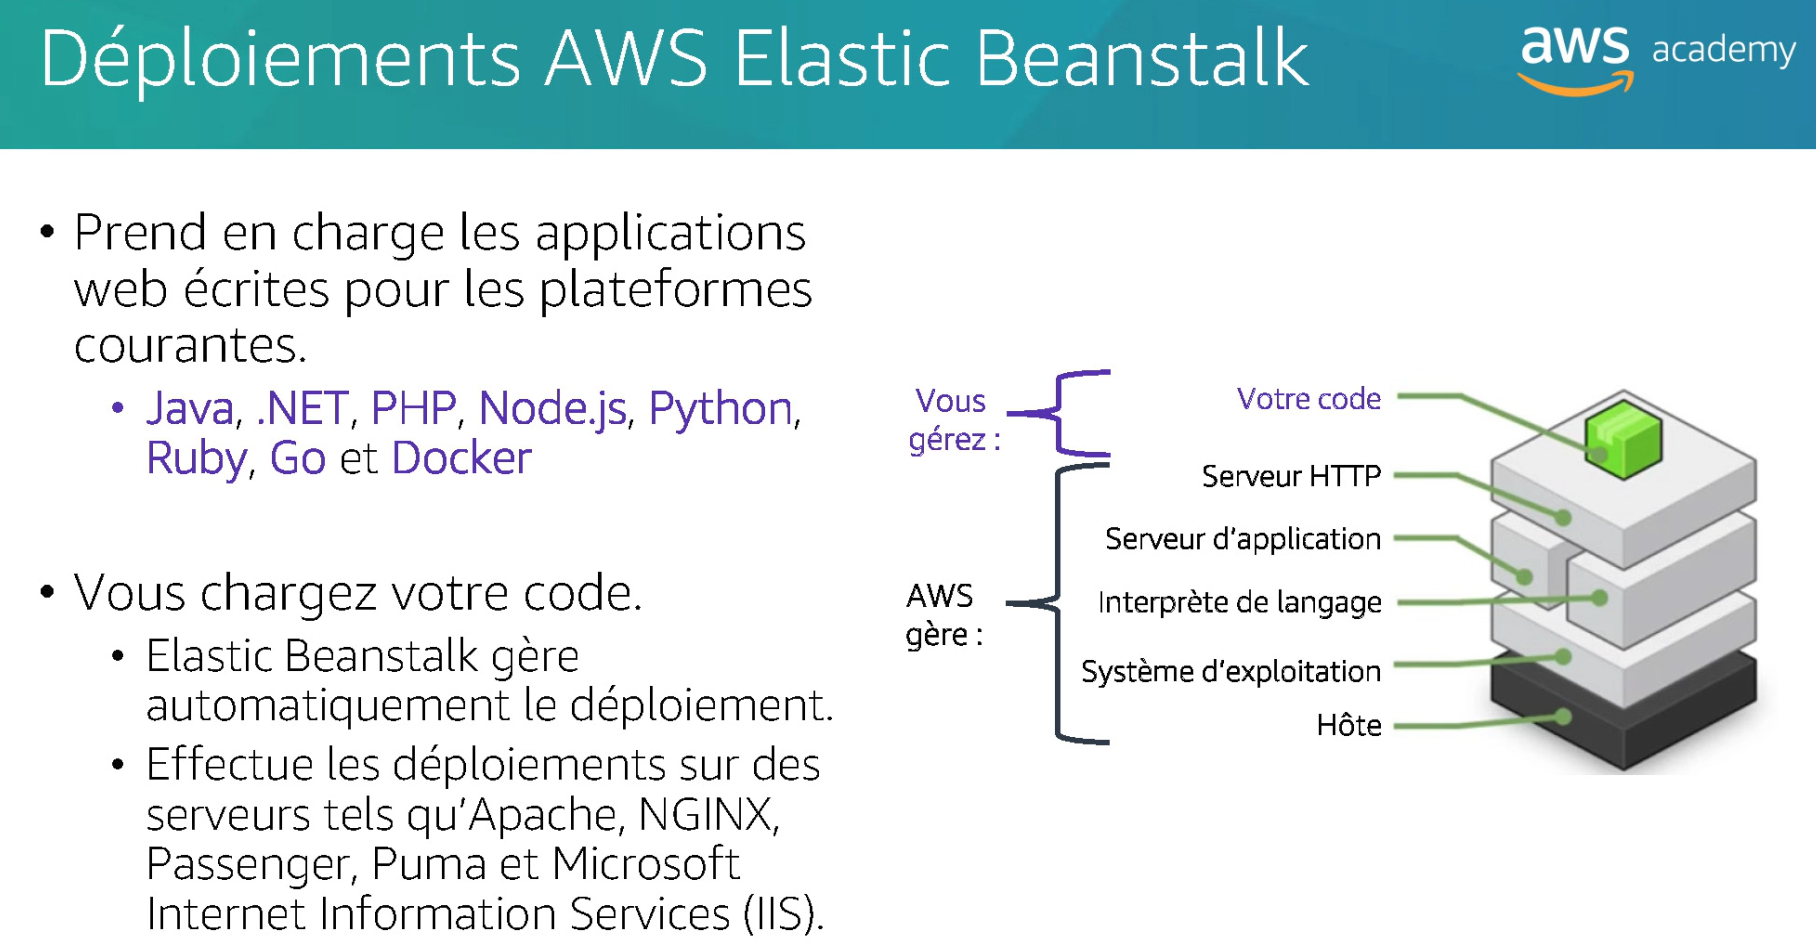 Déploiements AWS Elastic Beanstalk
aws academy
• Prend en charge les applications
web écrites pour les plateformes
courantes.
• Java, .NET, PHP, Node.js, Python,
Ruby, Go et Docker
• Vous chargez votre code.
• Elastic Beanstalk gère
automatiquement le déploiement.
• Effectue les déploiements sur des
serveurs tels qu'Apache, NGINX,
Passenger, Puma et Microsoft
Internet Information Services (IIS).
Vous
gérez :
AWS
gère :
Votre code
Serveur HTTP
Serveur d'application
Interprète de langage
Système d'exploitation
Hôte